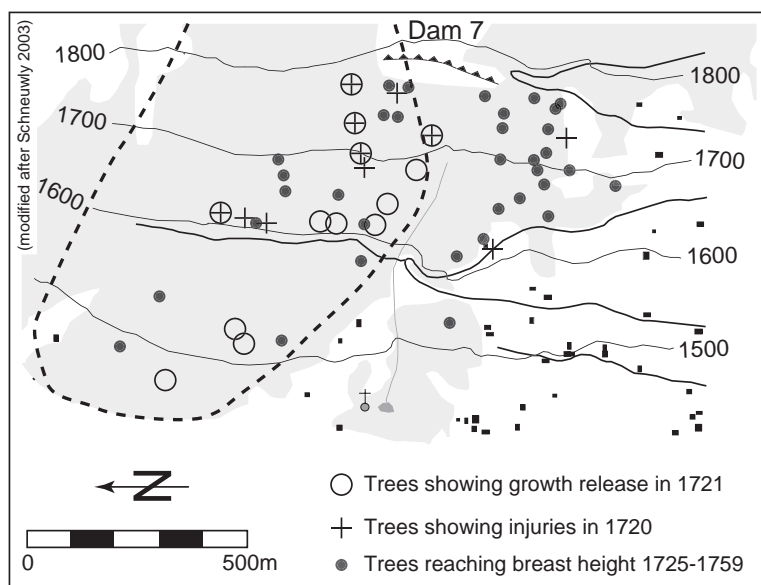 (modified after Schneuwly 2003)
Dam 7
1800
1800
1700
1700
1600
1600
1500
N
0
500m
Trees showing growth release in 1721
Trees showing injuries in 1720
Trees reaching breast height 1725-1759